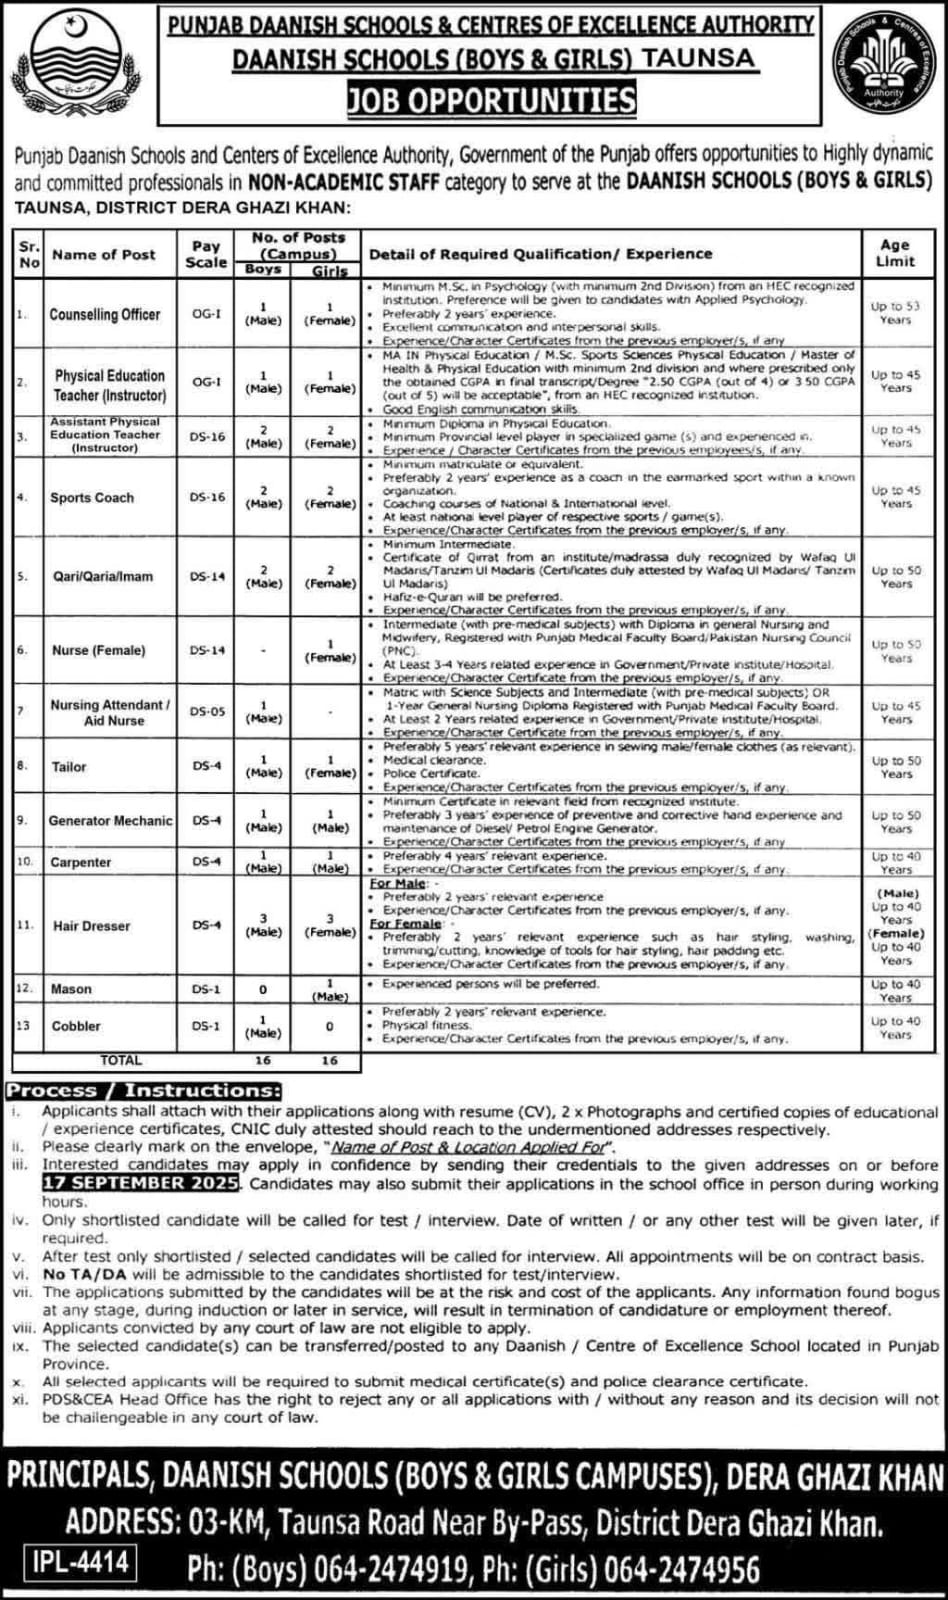 PUNJAB DAANISH SCHOOLS & CENTRES OF EXCELLENCE AUTHORITY
DAANISH SCHOOLS (BOYS & GIRLS) TAUNSA
JOB OPPORTUNITIES
Punjab Daanish Schools & Centres of Excellence
Authority
Punjab Daanish Schools and Centers of Excellence Authority, Government of the Punjab offers opportunities to Highly dynamic
and committed professionals in NON-ACADEMIC STAFF category to serve at the DAANISH SCHOOLS (BOYS & GIRLS)
TAUNSA, DISTRICT DERA GHAZI KHAN:
Sr. No | Name of Post | Pay Scale | No. of Posts (Campus) Boys | Girls | Detail of Required Qualification/ Experience | Age Limit
1. Counselling Officer OG-I 1 (Male) 1 (Female)
• Minimum M.Sc. in Psychology (with minimum 2nd Division) from an HEC recognized
institution. Preference will be given to candidates with Applied Psychology.
• Preferably 2 years' experience.
• Excellent communication and interpersonal skills.
• Experience/Character Certificates from the previous employer/s, if any
Up to 53 Years
2. Physical Education Teacher (Instructor) OG-I 1 (Male) 1 (Female)
• MA IN Physical Education / M.Sc. Sports Sciences Physical Education / Master of
Health & Physical Education with minimum 2nd division and where prescribed only
the obtained CGPA in final transcript/Degree "2.50 CGPA (out of 4) or 3 50 CGPA
(out of 5) will be acceptable", from an HEC recognized institution.
• Good English communication skills.
Up to 45 Years
3. Assistant Physical Education Teacher (Instructor) DS-16 2 (Male) 2 (Female)
• Minimum Diploma in Physical Education.
• Minimum Provincial level player in specialized game (s) and experienced in.
• Experience / Character Certificates from the previous employees/s, if any.
Up to 45 Years
4. Sports Coach DS-16 2 (Male) 2 (Female)
• Minimum matriculate or equivalent.
• Preferably 2 years' experience as a coach in the earmarked sport within a known
organization.
• Coaching courses of National & International level.
• At least national level player of respective sports / game(s).
• Experience/Character Certificates from the previous employer/s, if any.
Up to 45 Years
5. Qari/Qaria/Imam DS-14 2 (Male) 2 (Female)
• Minimum Intermediate.
• Certificate of Qirrat from an institute/madrassa duly recognized by Wafaq Ul
Madaris/Tanzim Ul Madaris (Certificates duly attested by Wafaq Ul Madaris/ Tanzim
Ul Madaris)
• Hafiz-e-Quran will be preferred.
• Experience/Character Certificates from the previous employer/s, if any.
Up to 50 Years
6. Nurse (Female) DS-14 - 1 (Female)
• Intermediate (with pre-medical subjects) with Diploma in general Nursing and
Midwifery, Registered with Punjab Medical Faculty Board/Pakistan Nursing Council
(PNC).
• At Least 3-4 Years related experience in Government/Private institute/Hospital.
• Experience/Character Certificate from the previous employer/s, if any.
Up to 50 Years
7 Nursing Attendant / Aid Nurse DS-05 1 (Male) -
• Matric with Science Subjects and Intermediate (with pre-medical subjects) OR
1-Year General Nursing Diploma Registered with Punjab Medical Faculty Board.
• At Least 2 Years related experience in Government/Private institute/Hospital.
• Experience/Character Certificate from the previous employer/s, if any.
Up to 45 Years
8. Tailor DS-4 1 (Male) 1 (Female)
• Preferably 5 years' relevant experience in sewing male/female clothes (as relevant).
• Medical clearance.
• Police Certificate.
• Experience/Character Certificates from the previous employer/s, if any.
Up to 50 Years
9. Generator Mechanic DS-4 1 (Male) 1 (Male)
• Minimum Certificate in relevant field from recognized institute.
• Preferably 3 years' experience of preventive and corrective hand experience and
maintenance of Diesel/ Petrol Engine Generator.
• Experience/Character Certificates from the previous employer/s, if any
Up to 50 Years
10. Carpenter DS-4 1 (Male) 1 (Male)
• Preferably 4 years' relevant experience.
• Experience/Character Certificates from the previous employer/s, if any.
Up to 40 Years
11. Hair Dresser DS-4 3 (Male) 3 (Female)
For Male: -
• Preferably 2 years' relevant experience
• Experience/Character Certificates from the previous employer/s, if any.
For Female: -
• Preferably 2 years' relevant experience such as hair styling, washing,
trimming/cutting, knowledge of tools for hair styling, hair padding etc.
• Experience/Character Certificates from the previous employer/s, if any.
(Male) Up to 40 Years (Female) Up to 40 Years
12. Mason DS-1 0 1 (Male)
• Experienced persons will be preferred.
Up to 40 Years
13 Cobbler DS-1 1 (Male) 0
• Preferably 2 years' relevant experience.
• Physical fitness.
• Experience/Character Certificates from the previous employer/s, if any.
Up to 40 Years
TOTAL 16 16
Process / Instructions:
i. Applicants shall attach with their applications along with resume (CV), 2 x Photographs and certified copies of educational
/ experience certificates, CNIC duly attested should reach to the undermentioned addresses respectively.
ii. Please clearly mark on the envelope, "Name of Post & Location Applied For".
iii. Interested candidates may apply in confidence by sending their credentials to the given addresses on or before
17 SEPTEMBER 2025. Candidates may also submit their applications in the school office in person during working
hours.
iv. Only shortlisted candidate will be called for test / interview. Date of written / or any other test will be given later, if
required.
v. After test only shortlisted / selected candidates will be called for interview. All appointments will be on contract basis.
vi. No TA/DA will be admissible to the candidates shortlisted for test/interview.
vii. The applications submitted by the candidates will be at the risk and cost of the applicants. Any information found bogus
at any stage, during induction or later in service, will result in termination of candidature or employment thereof.
viii. Applicants convicted by any court of law are not eligible to apply.
ix. The selected candidate(s) can be transferred/posted to any Daanish / Centre of Excellence School located in Punjab
Province.
x. All selected applicants will be required to submit medical certificate(s) and police clearance certificate.
xi. PDS&CEA Head Office has the right to reject any or all applications with / without any reason and its decision will not
be challengeable in any court of law.
PRINCIPALS, DAANISH SCHOOLS (BOYS & GIRLS CAMPUSES), DERA GHAZI KHAN
ADDRESS: 03-KM, Taunsa Road Near By-Pass, District Dera Ghazi Khan.
IPL-4414
Ph: (Boys) 064-2474919, Ph: (Girls) 064-2474956